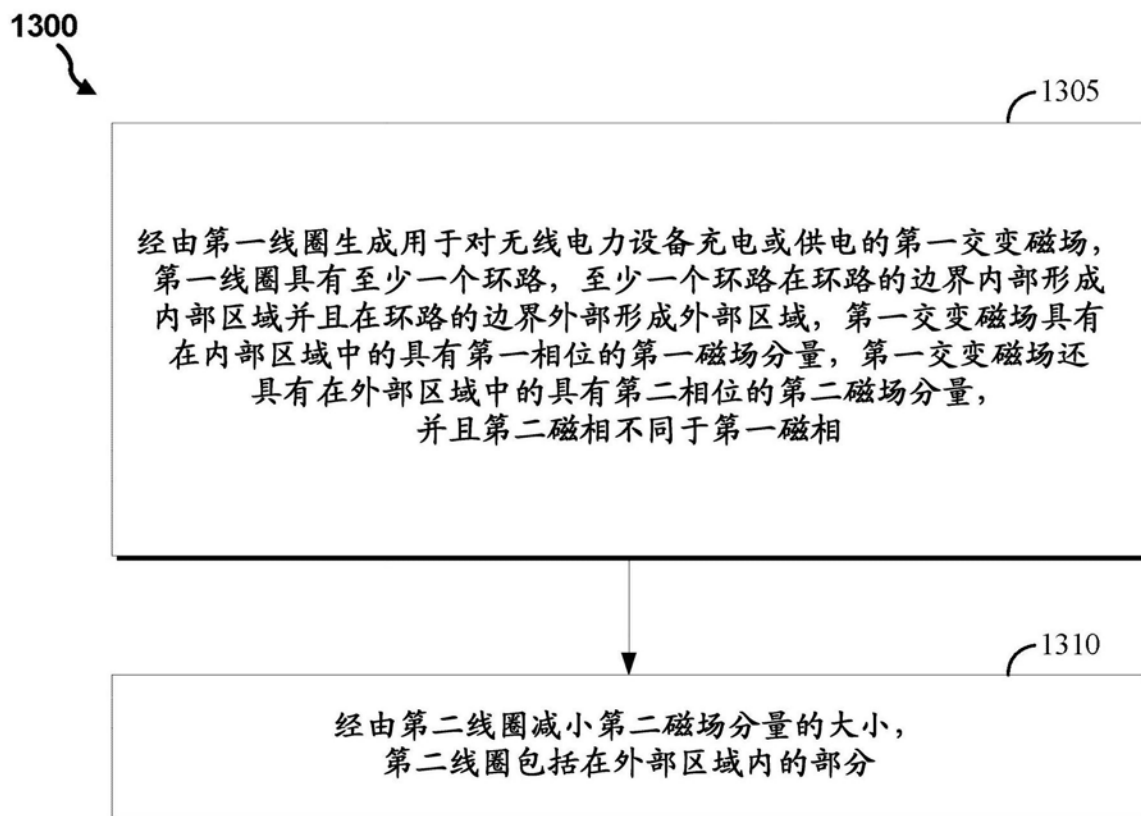 1300
1305
经由第一线圈生成用于对无线电力设备充电或供电的第一交变磁场，
第一线圈具有至少一个环路，至少一个环路在环路的边界内部形成
内部区域并且在环路的边界外部形成外部区域，第一交变磁场具有
在内部区域中的具有第一相位的第一磁场分量，第一交变磁场还
具有在外部区域中的具有第二相位的第二磁场分量，
并且第二磁相不同于第一磁相
1310
经由第二线圈减小第二磁场分量的大小，
第二线圈包括在外部区域内的部分